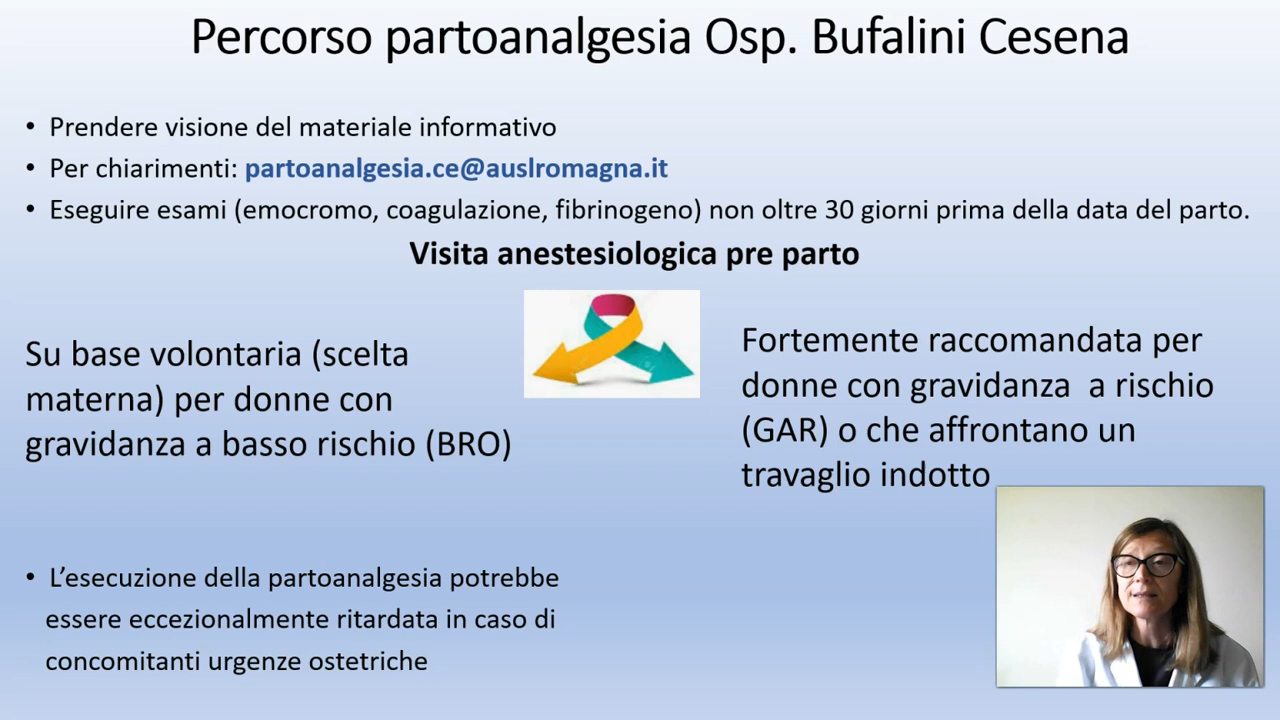 Percorso partoanalgesia Osp. Bufalini Cesena
• Prendere visione del materiale informativo
• Per chiarimenti: partoanalgesia.ce@auslromagna.it
• Eseguire esami (emocromo, coagulazione, fibrinogeno) non oltre 30 giorni prima della data del parto.
Visita anestesiologica pre parto
Su base volontaria (scelta
materna) per donne con
gravidanza a basso rischio (BRO)
Fortemente raccomandata per
donne con gravidanza a rischio
(GAR) o che affrontano un
travaglio indotto
• L’esecuzione della partoanalgesia potrebbe
essere eccezionalmente ritardata in caso di
concomitanti urgenze ostetriche